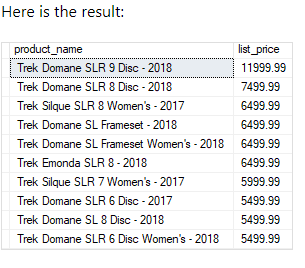 Here is the result:
product_name list_price
Trek Domane SLR 9 Disc - 2018 11999.99
Trek Domane SLR 8 Disc - 2018 7499.99
Trek Silque SLR 8 Women's - 2017 6499.99
Trek Domane SL Frameset - 2018 6499.99
Trek Domane SL Frameset Women's - 2018 6499.99
Trek Emonda SLR 8 - 2018 6499.99
Trek Silque SLR 7 Women's - 2017 5999.99
Trek Domane SLR 6 Disc - 2017 5499.99
Trek Domane SL 8 Disc - 2018 5499.99
Trek Domane SLR 6 Disc Women's - 2018 5499.99